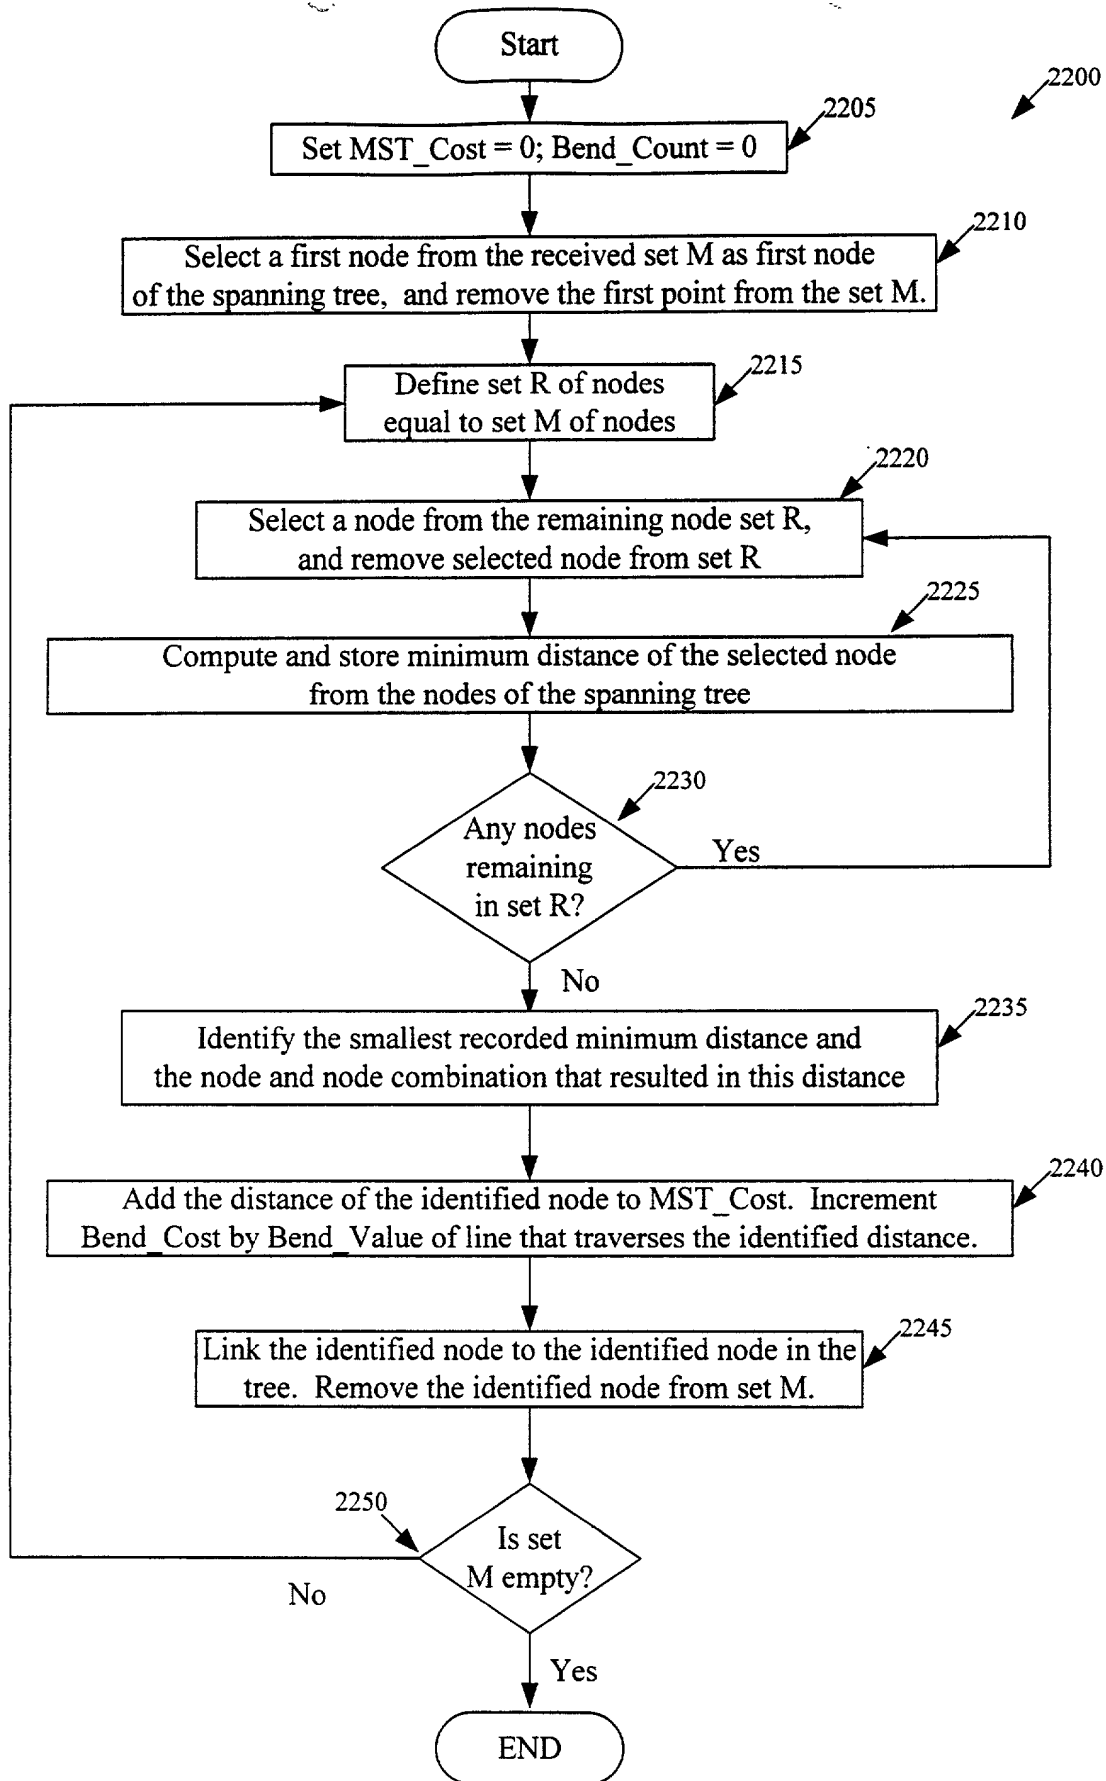 Start
2200
2205
Set MST_Cost = 0; Bend_Count = 0
2210
Select a first node from the received set M as first node
of the spanning tree, and remove the first point from the set M.
2215
Define set R of nodes
equal to set M of nodes
2220
Select a node from the remaining node set R,
and remove selected node from set R
2225
Compute and store minimum distance of the selected node
from the nodes of the spanning tree
2230
Any nodes
remaining
in set R?
Yes
No
2235
Identify the smallest recorded minimum distance and
the node and node combination that resulted in this distance
2240
Add the distance of the identified node to MST_Cost. Increment
Bend_Cost by Bend_Value of line that traverses the identified distance.
2245
Link the identified node to the identified node in the
tree. Remove the identified node from set M.
2250
Is set
M empty?
No
Yes
END